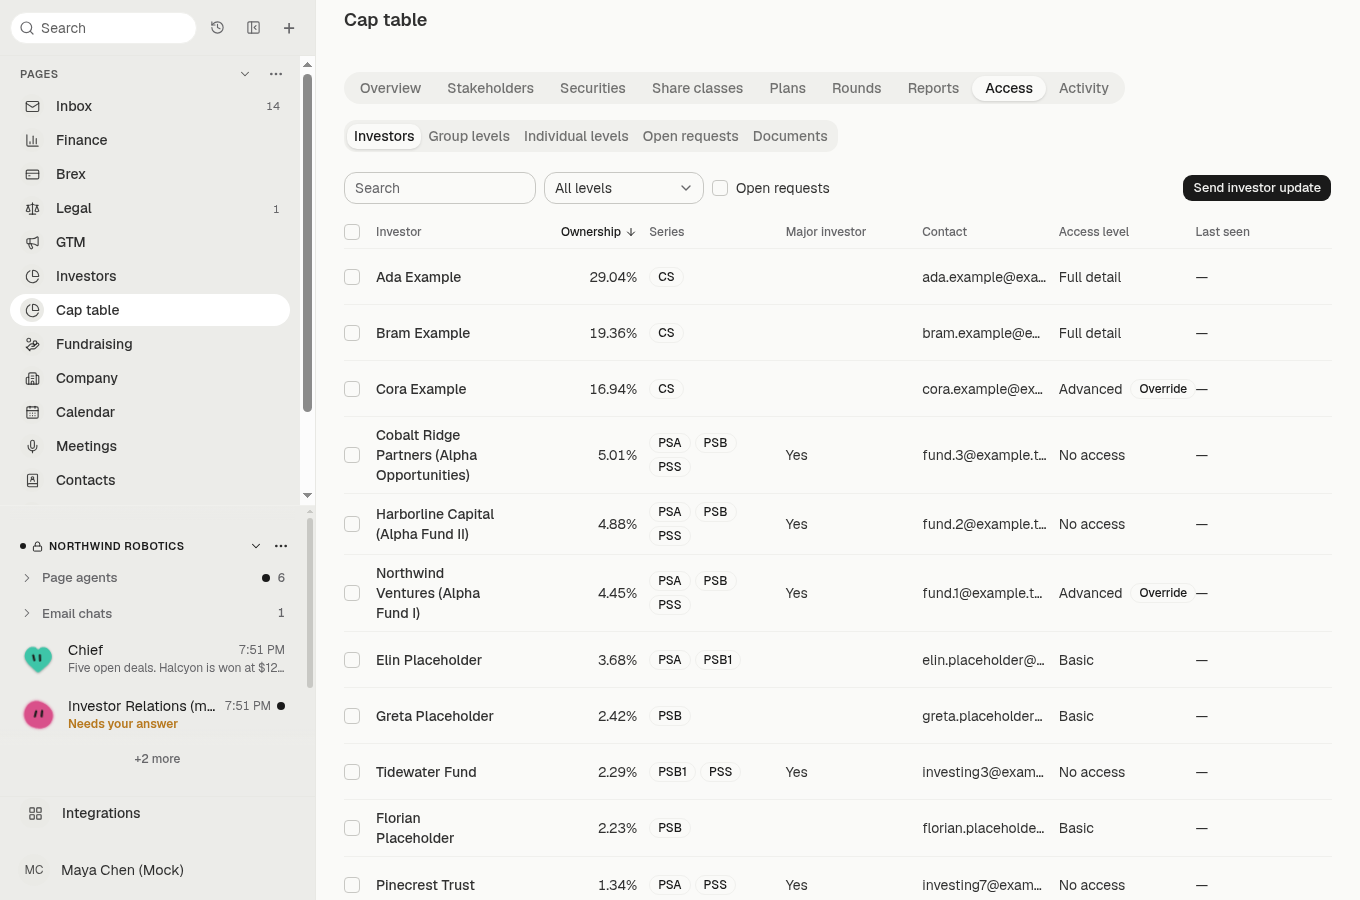 Search
PAGES
Inbox 14
Finance
Brex
Legal 1
GTM
Investors
Cap table
Fundraising
Company
Calendar
Meetings
Contacts
NORTHWIND ROBOTICS
Page agents 6
Email chats 1
Chief 7:51 PM
Five open deals. Halcyon is won at $12...
Investor Relations (m... 7:51 PM
Needs your answer
+2 more
Integrations
MC Maya Chen (Mock)
Cap table
Overview Stakeholders Securities Share classes Plans Rounds Reports Access Activity
Investors Group levels Individual levels Open requests Documents
Search All levels Open requests Send investor update
Investor Ownership Series Major investor Contact Access level Last seen
Ada Example 29.04% CS ada.example@exa... Full detail —
Bram Example 19.36% CS bram.example@e... Full detail —
Cora Example 16.94% CS cora.example@ex... Advanced Override —
Cobalt Ridge
Partners (Alpha
Opportunities) 5.01% PSA PSB
PSS Yes fund.3@example.t... No access —
Harborline Capital
(Alpha Fund II) 4.88% PSA PSB
PSS Yes fund.2@example.t... No access —
Northwind
Ventures (Alpha
Fund I) 4.45% PSA PSB
PSS Yes fund.1@example.t... Advanced Override —
Elin Placeholder 3.68% PSA PSB1 elin.placeholder@... Basic —
Greta Placeholder 2.42% PSB greta.placeholder... Basic —
Tidewater Fund 2.29% PSB1 PSS Yes investing3@exam... No access —
Florian
Placeholder 2.23% PSB florian.placeholde... Basic —
Pinecrest Trust 1.34% PSA PSS Yes investing7@exam... No access —